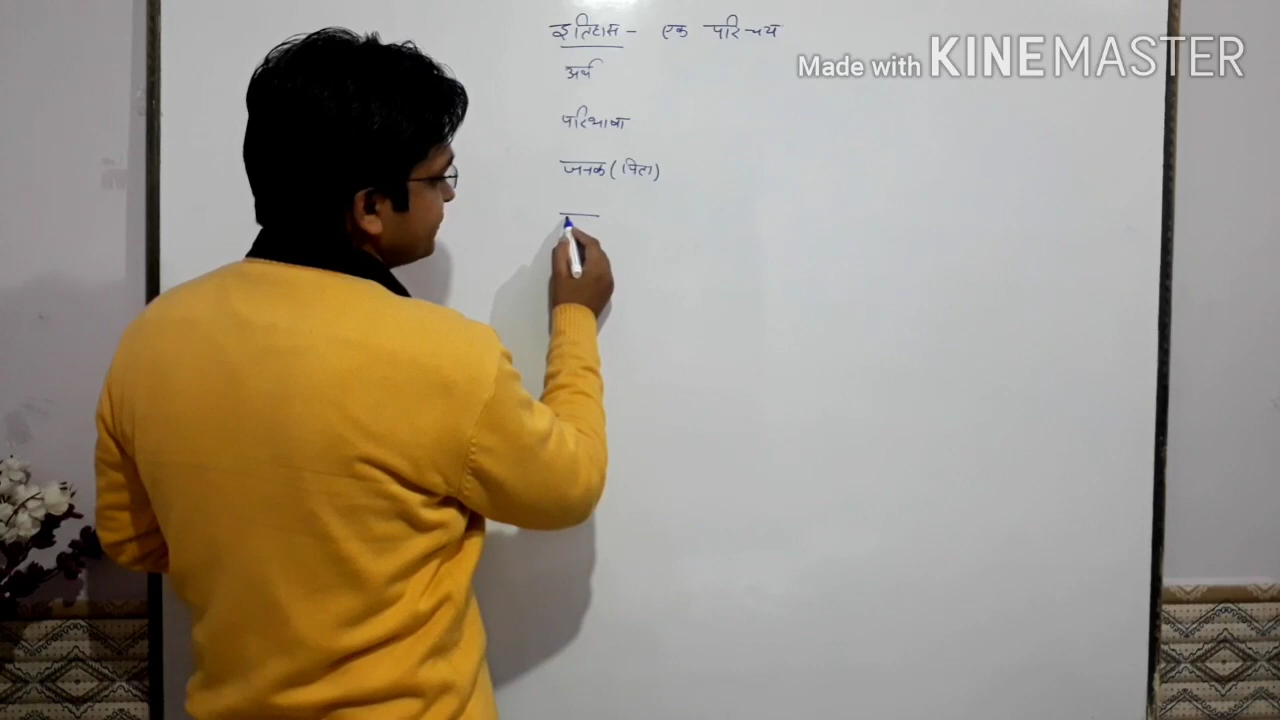 इतिहास - एक परिचय
Made with KINEMASTER
अर्थ
परिभाषा
जनक (पिता)